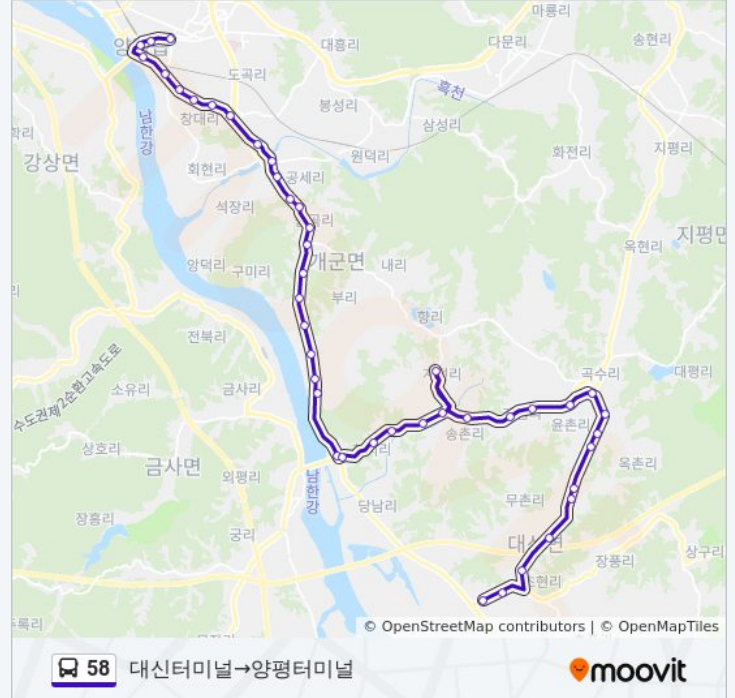 마룡리
대흥리
다문리
송현리
도곡리
흑천
봉성리
남한강
창대리
삼성리
강상면
회현리
원덕리
화전리
지평리
공세리
석장리
지평면
옥현리
앙덕리
구미리
개군면
내리
부리
향리
전북리
수도권제2순환고속도로
소유리
금사리
곡수리
대평리
송촌리
윤촌리
상호리
금사면
외평리
남한강
옥촌리
당남리
무촌리
장흥리
궁리
장풍리
상구리
© OpenStreetMap contributors | © OpenMapTiles
58 대신터미널→양평터미널
moovit